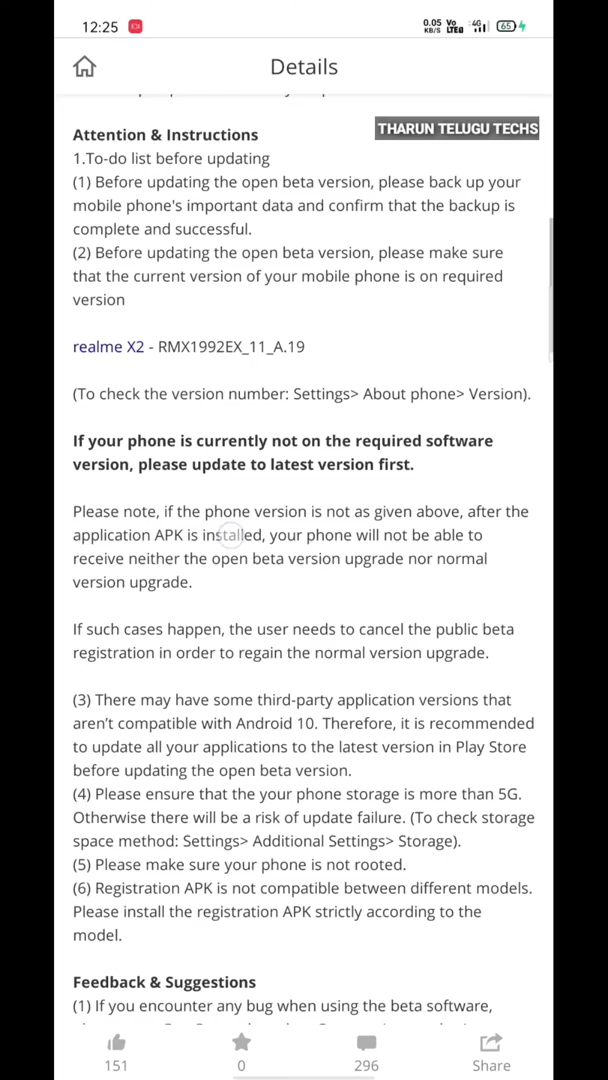 12:25
0.05 KB/S Vo LTE 4G 65
Details
Attention & Instructions
THARUN TELUGU TECHS
1.To-do list before updating
(1) Before updating the open beta version, please back up your
mobile phone's important data and confirm that the backup is
complete and successful.
(2) Before updating the open beta version, please make sure
that the current version of your mobile phone is on required
version
realme X2 - RMX1992EX_11_A.19
(To check the version number: Settings> About phone> Version).
If your phone is currently not on the required software
version, please update to latest version first.
Please note, if the phone version is not as given above, after the
application APK is installed, your phone will not be able to
receive neither the open beta version upgrade nor normal
version upgrade.
If such cases happen, the user needs to cancel the public beta
registration in order to regain the normal version upgrade.
(3) There may have some third-party application versions that
aren’t compatible with Android 10. Therefore, it is recommended
to update all your applications to the latest version in Play Store
before updating the open beta version.
(4) Please ensure that the your phone storage is more than 5G.
Otherwise there will be a risk of update failure. (To check storage
space method: Settings> Additional Settings> Storage).
(5) Please make sure your phone is not rooted.
(6) Registration APK is not compatible between different models.
Please install the registration APK strictly according to the
model.
Feedback & Suggestions
(1) If you encounter any bug when using the beta software,
151
0
296
Share